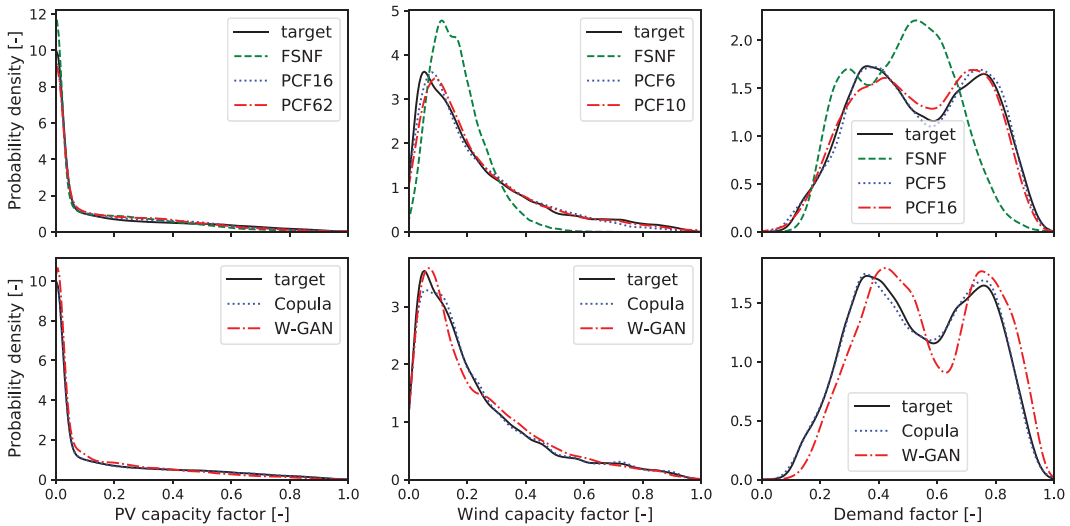 Probability density [-]
12
10
8
6
4
2
0
target
FSNF
PCF16
PCF62
5
4
3
2
1
0
target
FSNF
PCF6
PCF10
2.0
1.5
1.0
0.5
0.0
target
FSNF
PCF5
PCF16
Probability density [-]
10
8
6
4
2
0
target
Copula
W-GAN
0.0 0.2 0.4 0.6 0.8 1.0
PV capacity factor [-]
3
2
1
0
target
Copula
W-GAN
0.0 0.2 0.4 0.6 0.8 1.0
Wind capacity factor [-]
1.5
1.0
0.5
0.0
target
Copula
W-GAN
0.0 0.2 0.4 0.6 0.8 1.0
Demand factor [-]